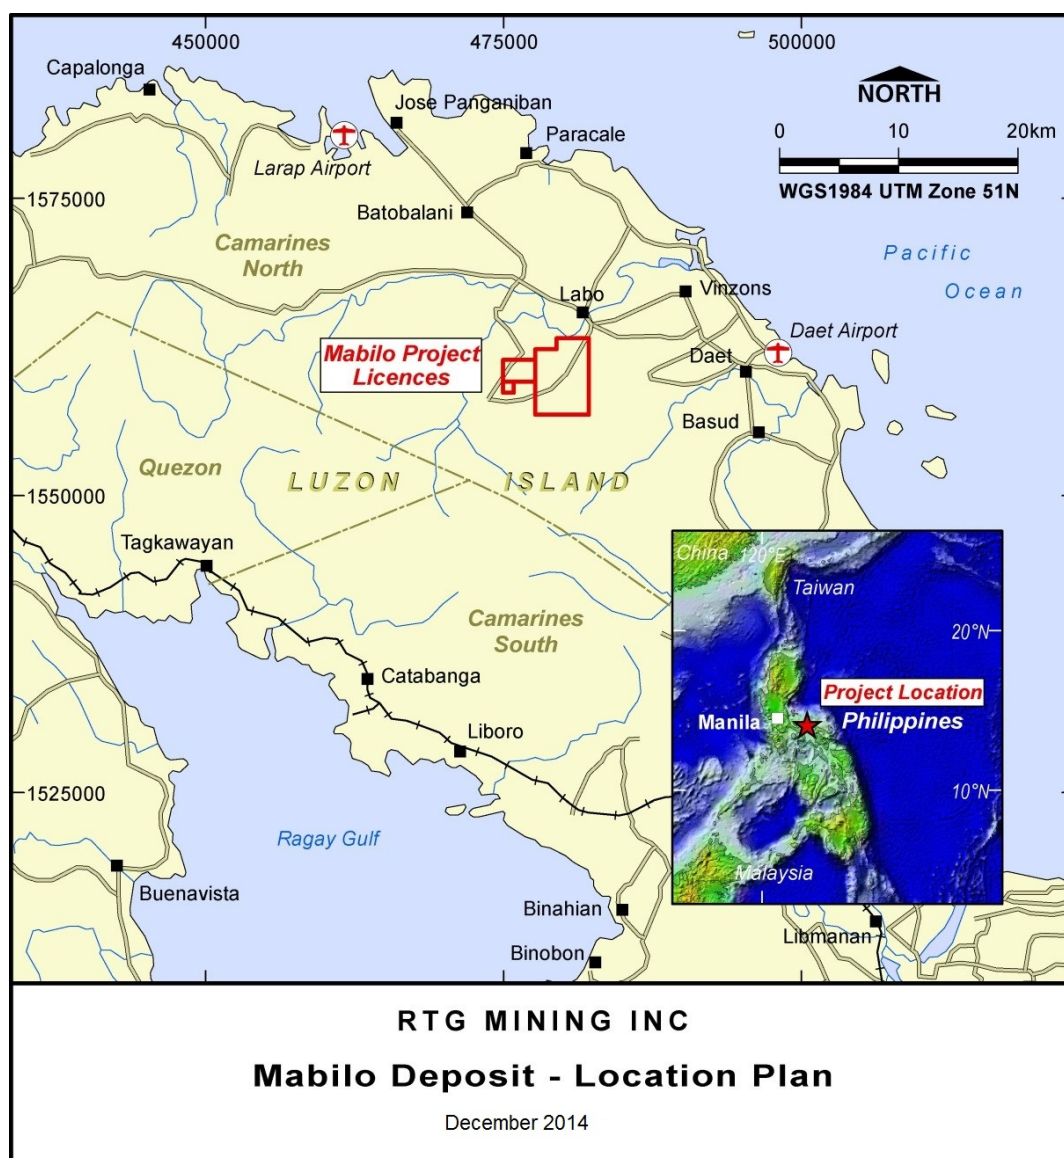 450000
475000
500000
Capalonga
Jose Panganiban
NORTH
Paracale
0
10
20km
Larap Airport
WGS1984 UTM Zone 51N
1575000
Batobalani
Camarines
North
Pacific
Ocean
Labo
Vinzons
Mabilo Project
Licences
Daet Airport
Daet
Basud
Quezon
LUZON
ISLAND
1550000
Tagkawayan
China
120°E
Taiwan
20°N
Camarines
South
Catabanga
Project Location
Manila
Philippines
Liboro
1525000
10°N
Ragay Gulf
Malaysia
Buenavista
Binahian
Libmanan
Binobon
RTG MINING INC
Mabilo Deposit - Location Plan
December 2014